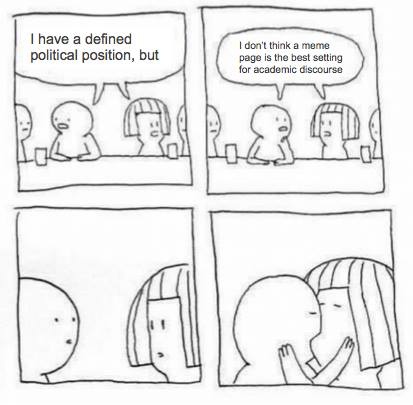 I have a defined
political position, but
I don't think a meme
page is the best setting
for academic discourse